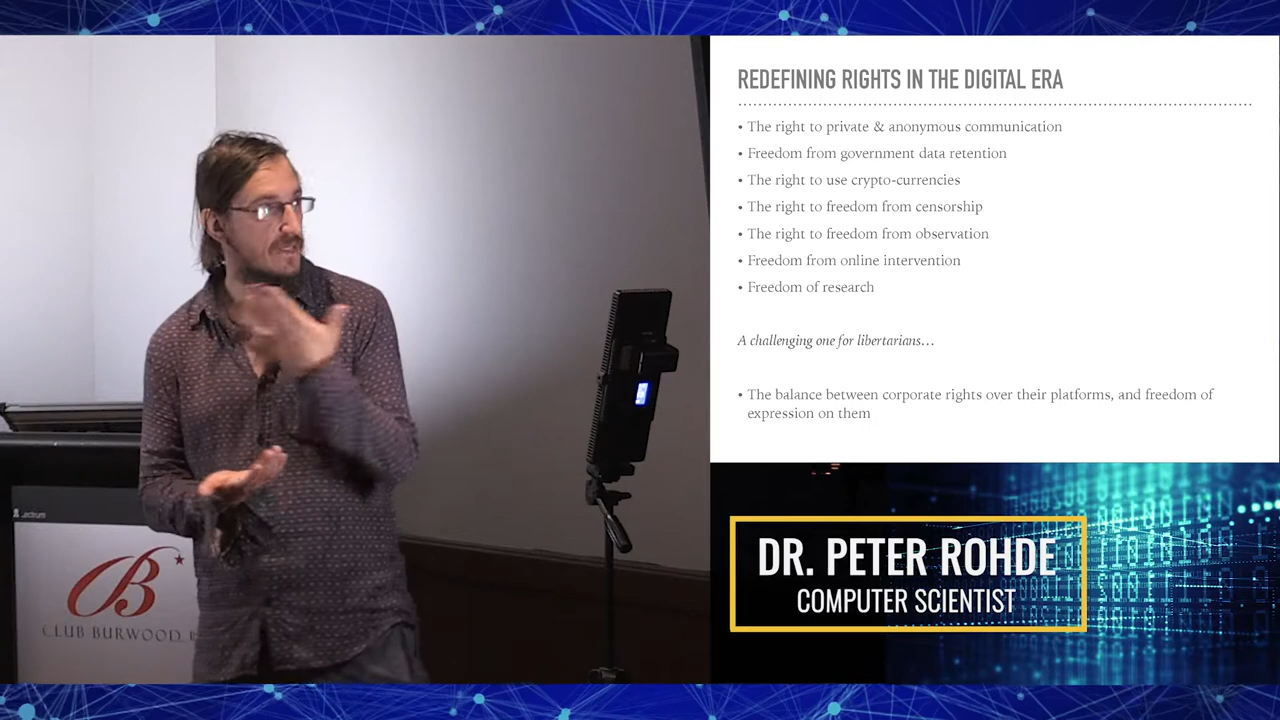 REDEFINING RIGHTS IN THE DIGITAL ERA
• The right to private & anonymous communication
• Freedom from government data retention
• The right to use crypto-currencies
• The right to freedom from censorship
• The right to freedom from observation
• Freedom from online intervention
• Freedom of research
A challenging one for libertarians…
• The balance between corporate rights over their platforms, and freedom of
expression on them
DR. PETER ROHDE
COMPUTER SCIENTIST
B
CLUB BURWOOD